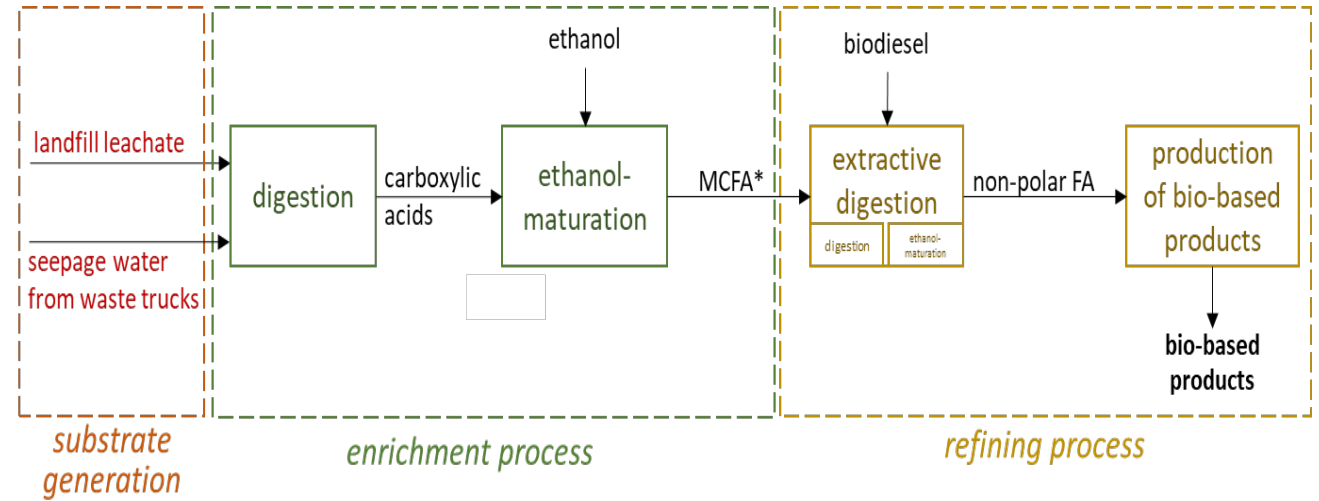 ethanol
biodiesel
landfill leachate
seepage water
from waste trucks
digestion
carboxylic
acids
ethanol-
maturation
MCFA*
extractive
digestion
digestion
ethanol-
maturation
non-polar FA
production
of bio-based
products
bio-based
products
substrate
generation
enrichment process
refining process